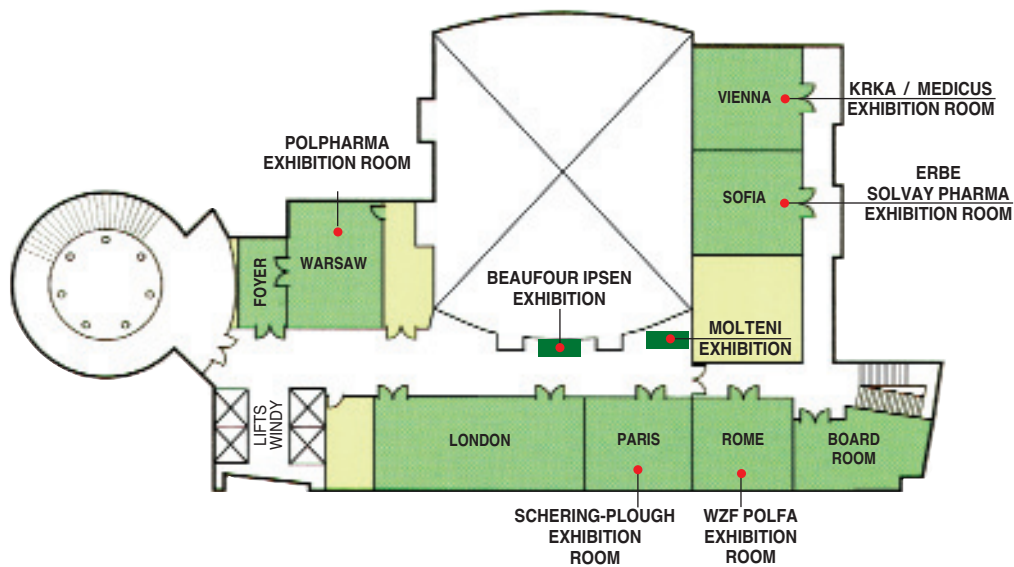 VIENNA
KRKA / MEDICUS
EXHIBITION ROOM
POLPHARMA
EXHIBITION ROOM
SOFIA
ERBE
SOLVAY PHARMA
EXHIBITION ROOM
FOYER
WARSAW
BEAUFOUR IPSEN
EXHIBITION
MOLTENI
EXHIBITION
LIFTS
WINDY
LONDON
PARIS
ROME
BOARD
ROOM
SCHERING-PLOUGH
EXHIBITION
ROOM
WZF POLFA
EXHIBITION
ROOM